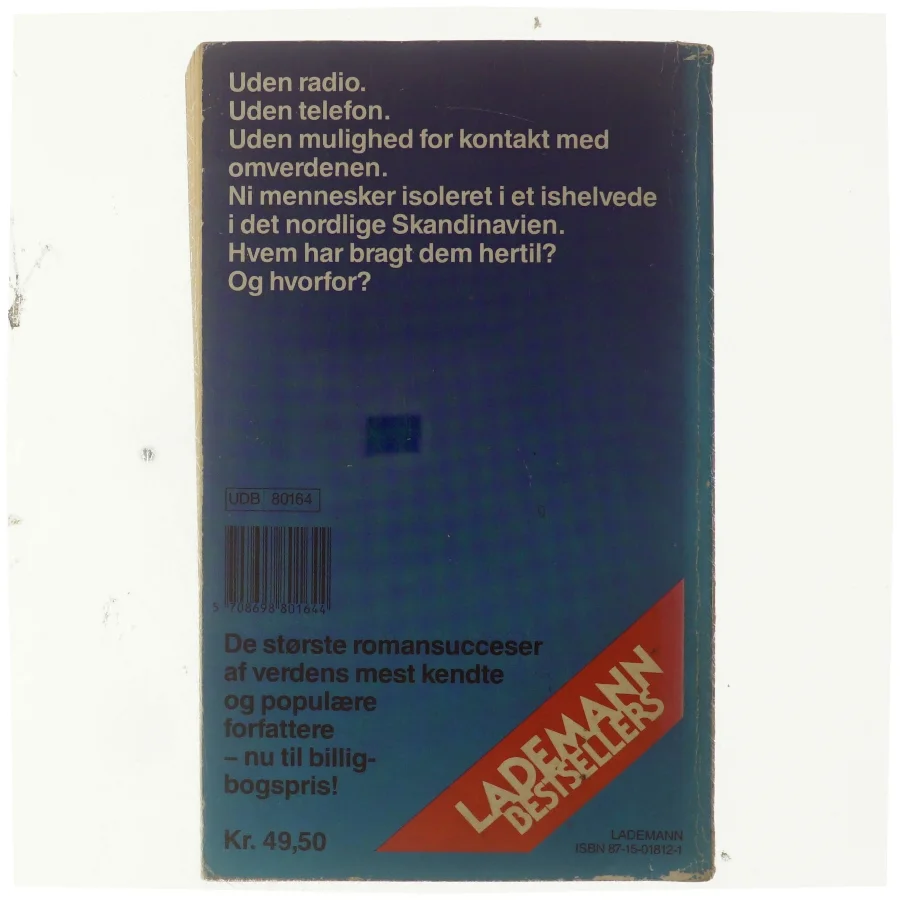 Uden radio.
Uden telefon.
Uden mulighed for kontakt med
omverdenen.
Ni mennesker isoleret i et ishelvede
i det nordlige Skandinavien.
Hvem har bragt dem hertil?
Og hvorfor?
UDB 80164
5 708698 801644
De største romansucceser
af verdens mest kendte
og populære
forfattere
– nu til billig-
bogspris!
Kr. 49,50
LADEMANN
BESTSELLERS
LADEMANN
ISBN 87-15-01812-1